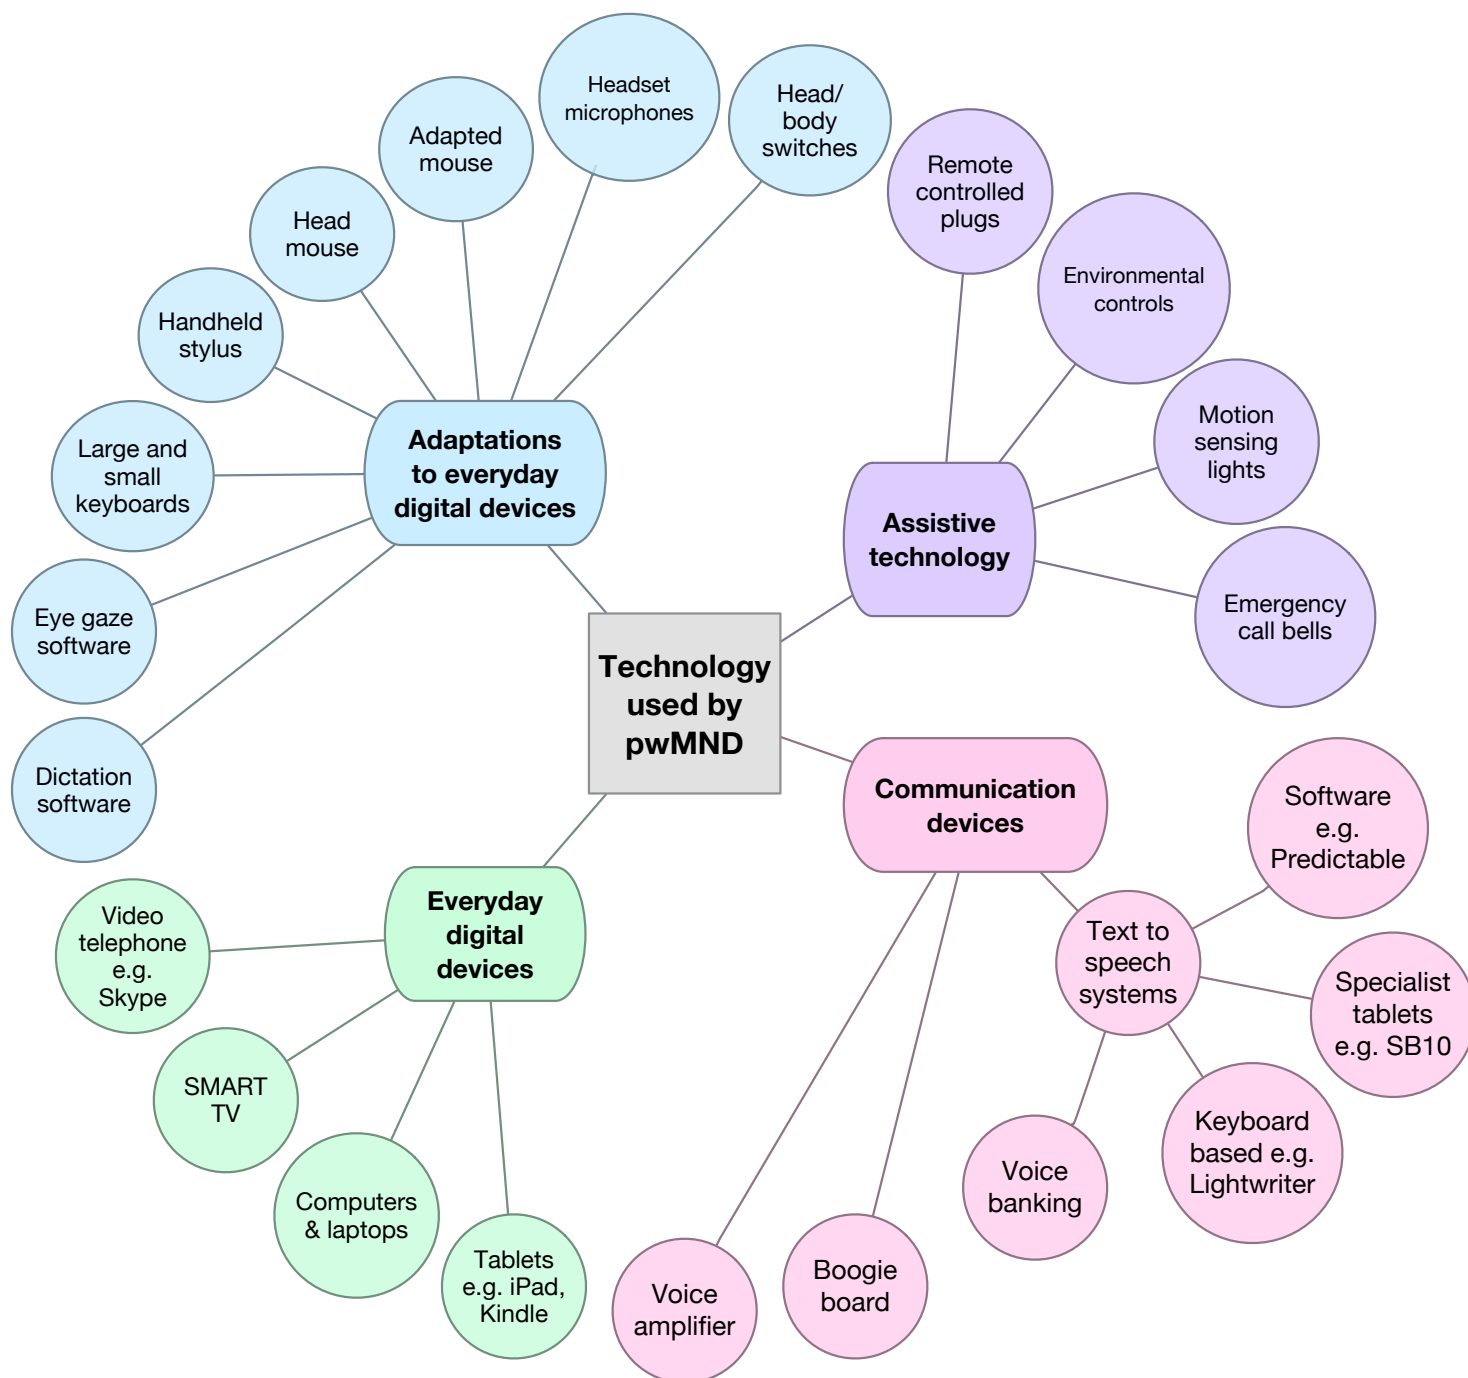 Headset
microphones
Head/
body
switches
Adapted
mouse
Head
mouse
Handheld
stylus
Large and
small
keyboards
Eye gaze
software
Dictation
software
Adaptations
to everyday
digital devices
Remote
controlled
plugs
Environmental
controls
Motion
sensing
lights
Emergency
call bells
Assistive
technology
Technology
used by
pwMND
Communication
devices
Software
e.g.
Predictable
Text to
speech
systems
Specialist
tablets
e.g. SB10
Keyboard
based e.g.
Lightwriter
Voice
banking
Boogie
board
Voice
amplifier
Everyday
digital
devices
Video
telephone
e.g.
Skype
SMART
TV
Computers
& laptops
Tablets
e.g. iPad,
Kindle